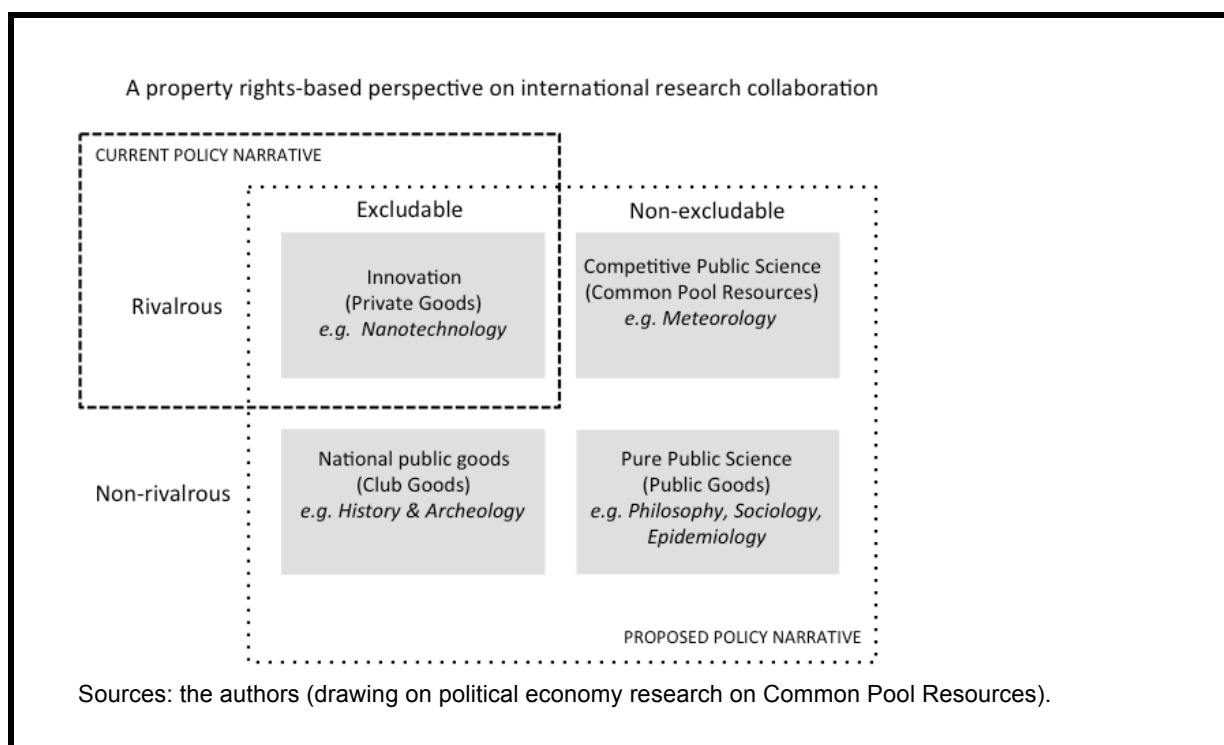 A property rights-based perspective on international research collaboration
CURRENT POLICY NARRATIVE
Excludable
Non-excludable
Rivalrous
Innovation
(Private Goods)
e.g. Nanotechnology
Competitive Public Science
(Common Pool Resources)
e.g. Meteorology
Non-rivalrous
National public goods
(Club Goods)
e.g. History & Archeology
Pure Public Science
(Public Goods)
e.g. Philosophy, Sociology,
Epidemiology
PROPOSED POLICY NARRATIVE
Sources: the authors (drawing on political economy research on Common Pool Resources).